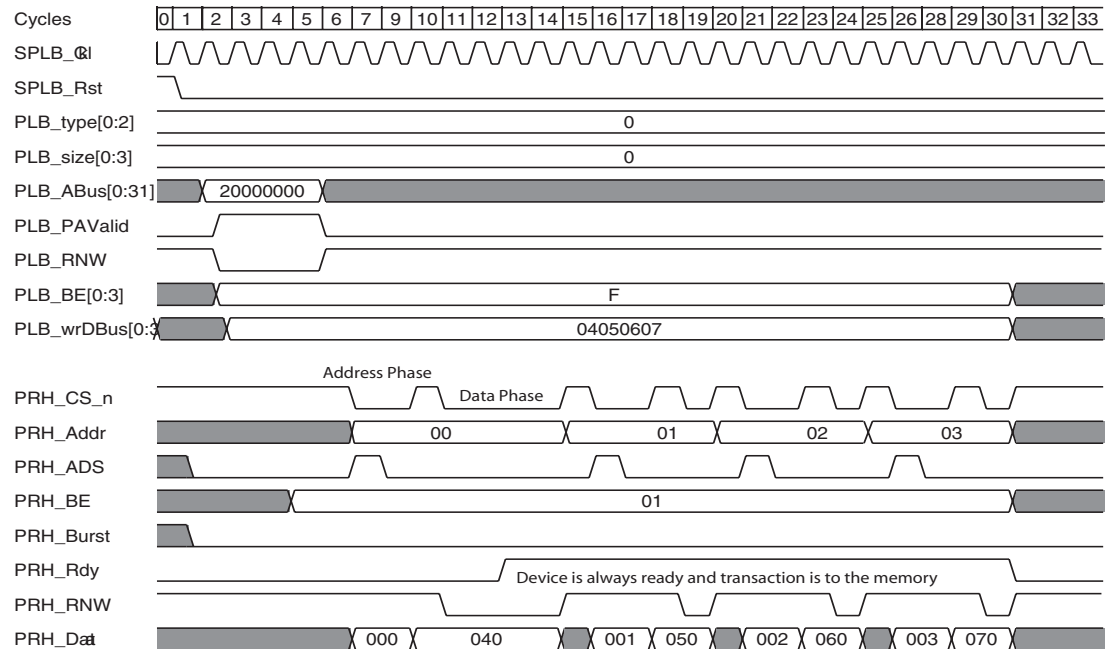 Cycles 0 1 2 3 4 5 6 7 9 10 11 12 13 14 15 16 17 18 19 20 21 22 23 24 25 26 28 29 30 31 32 33
SPLB_Rst
PLB_type[0:2] 0
PLB_size[0:3] 0
PLB_ABus[0:31] 20000000
PLB_PAValid
PLB_RNW
PLB_BE[0:3] F
PLB_wrDBus[0:3 04050607
Address Phase
PRH_CS_n Data Phase
PRH_Addr 00 01 02 03
PRH_ADS
PRH_BE 01
PRH_Burst
PRH_Rdy Device is always ready and transaction is to the memory
PRH_RNW
000 040 001 050 002 060 003 070